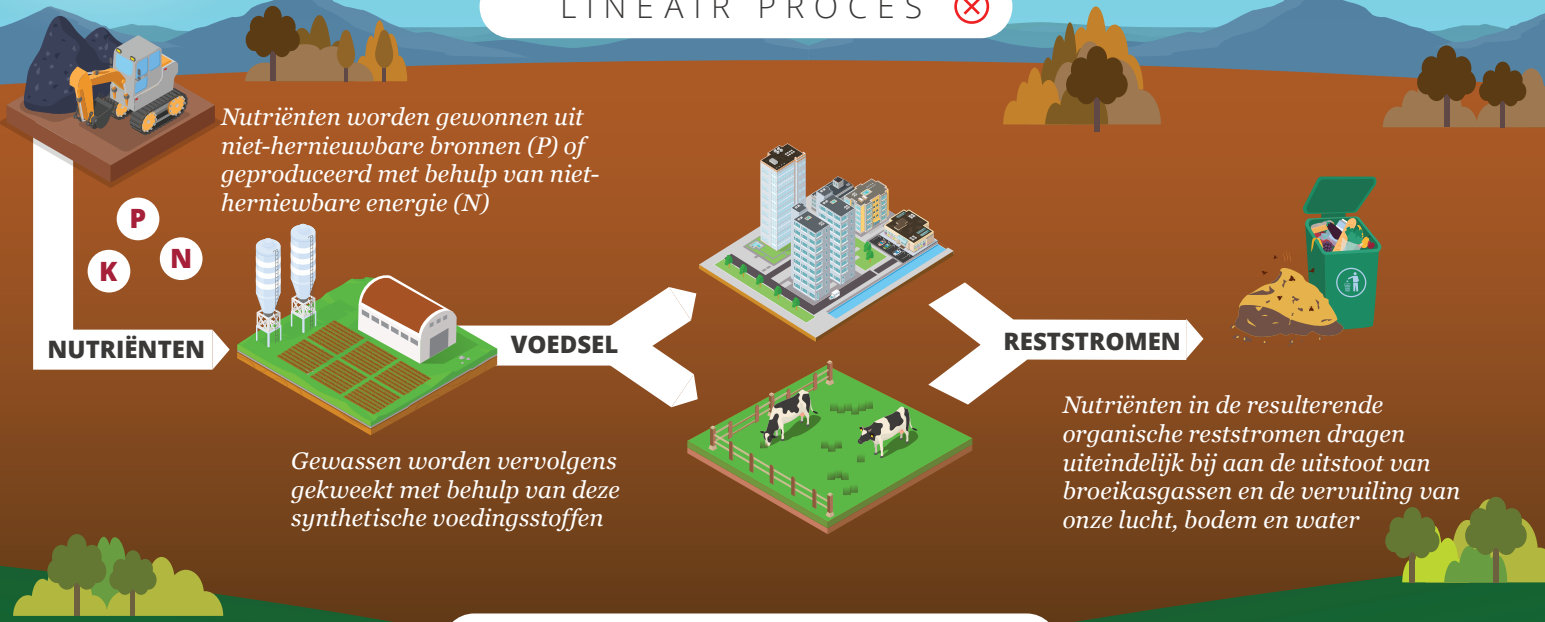 LINEAIR PROCES
Nutriënten worden gewonnen uit
niet-hernieuwbare bronnen (P) of
geproduceerd met behulp van niet-
herniewbare energie (N)
P
K
N
NUTRIËNTEN
VOEDSEL
RESTSTROMEN
Gewassen worden vervolgens
gekweekt met behulp van deze
synthetische voedingsstoffen
Nutriënten in de resulterende
organische reststromen dragen
uiteindelijk bij aan de uitstoot van
broeikasgassen en de vervuiling van
onze lucht, bodem en water